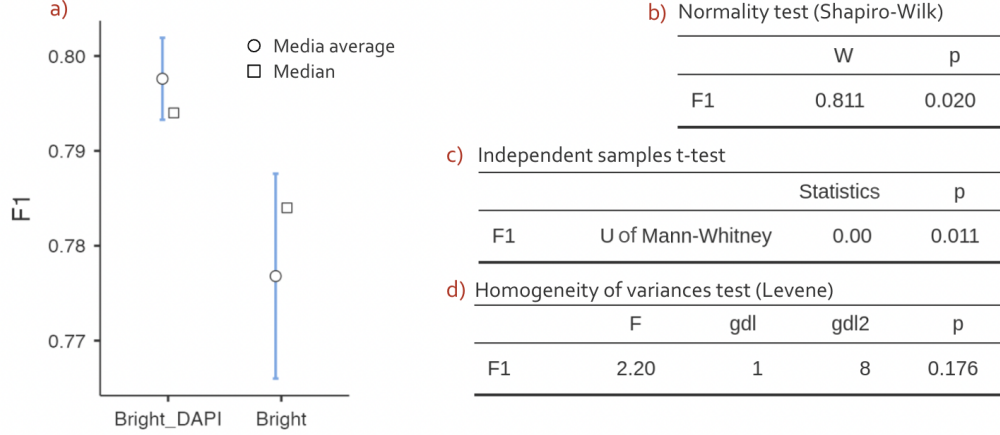 a)
0.80
0.79
0.78
0.77
F1
Media average
Median
Bright_DAPI Bright
b) Normality test (Shapiro-Wilk)
W p
F1 0.811 0.020
c) Independent samples t-test
Statistics p
F1 U of Mann-Whitney 0.00 0.011
d) Homogeneity of variances test (Levene)
F gdl gdl2 p
F1 2.20 1 8 0.176